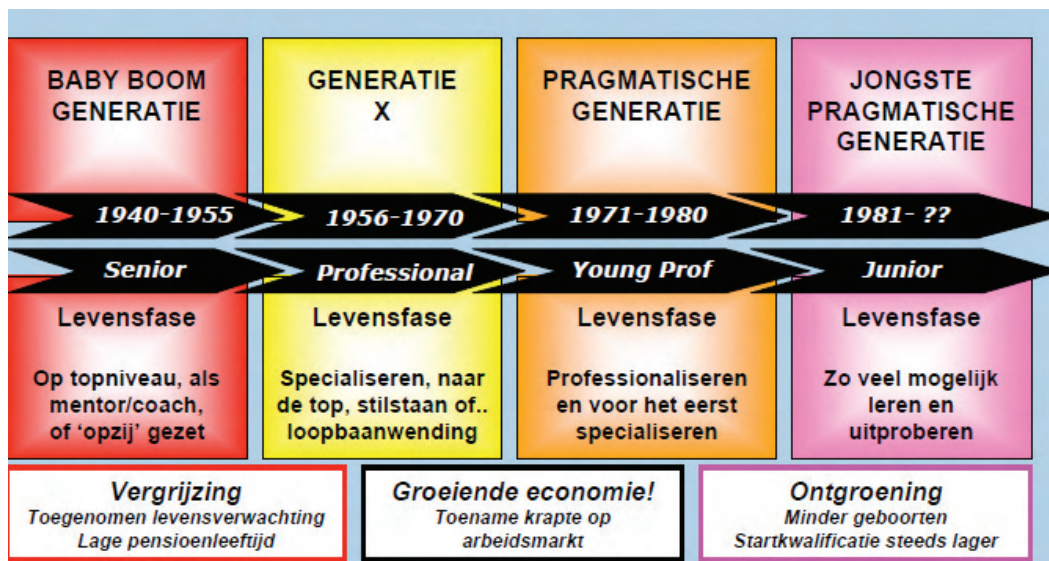 BABY BOOM
GENERATIE
1940-1955
Senior
Levensfase
Op topniveau, als
mentor/coach,
of ‘opzij’ gezet
GENERATIE
X
1956-1970
Professional
Levensfase
Specialiseren, naar
de top, stilstaan of..
loopbaanwending
PRAGMATISCHE
GENERATIE
1971-1980
Young Prof
Levensfase
Professionaliseren
en voor het eerst
specialiseren
JONGSTE
PRAGMATISCHE
GENERATIE
1981- ??
Junior
Levensfase
Zo veel mogelijk
leren en
uitproberen
Vergrijzing
Toegenomen levensverwachting
Lage pensioenleeftijd
Groeiende economie!
Toename krapte op
arbeidsmarkt
Ontgroening
Minder geboorten
Startkwalificatie steeds lager